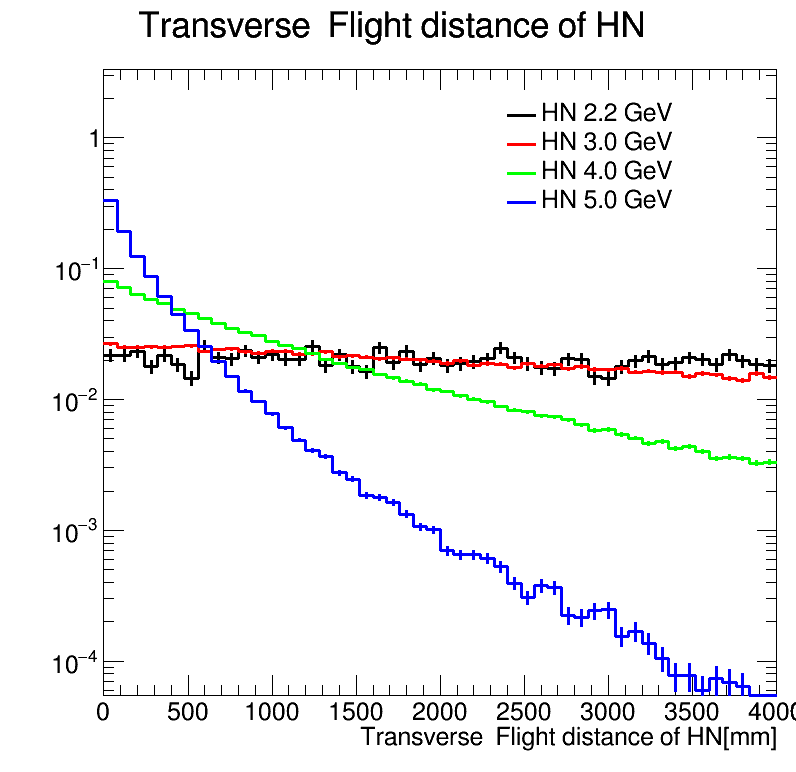 Transverse  Flight distance of HN
HN 2.2 GeV
HN 3.0 GeV
HN 4.0 GeV
HN 5.0 GeV
1
10−1
10−2
10−3
10−4
0 500 1000 1500 2000 2500 3000 3500 4000
Transverse  Flight distance of HN[mm]